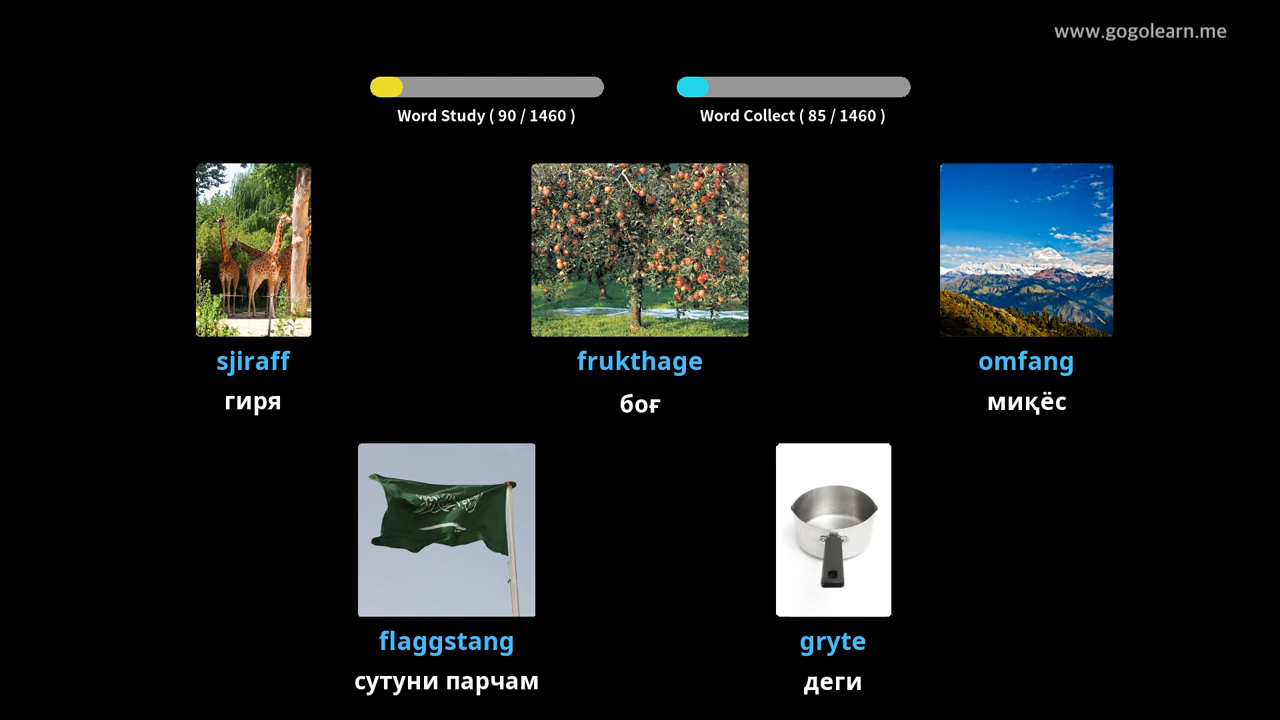 www.gogolearn.me
Word Study ( 90 / 1460 )
Word Collect ( 85 / 1460 )
sjiraff
гиря
frukthage
боғ
omfang
миқёс
flaggstang
сутуни парчам
gryte
деги